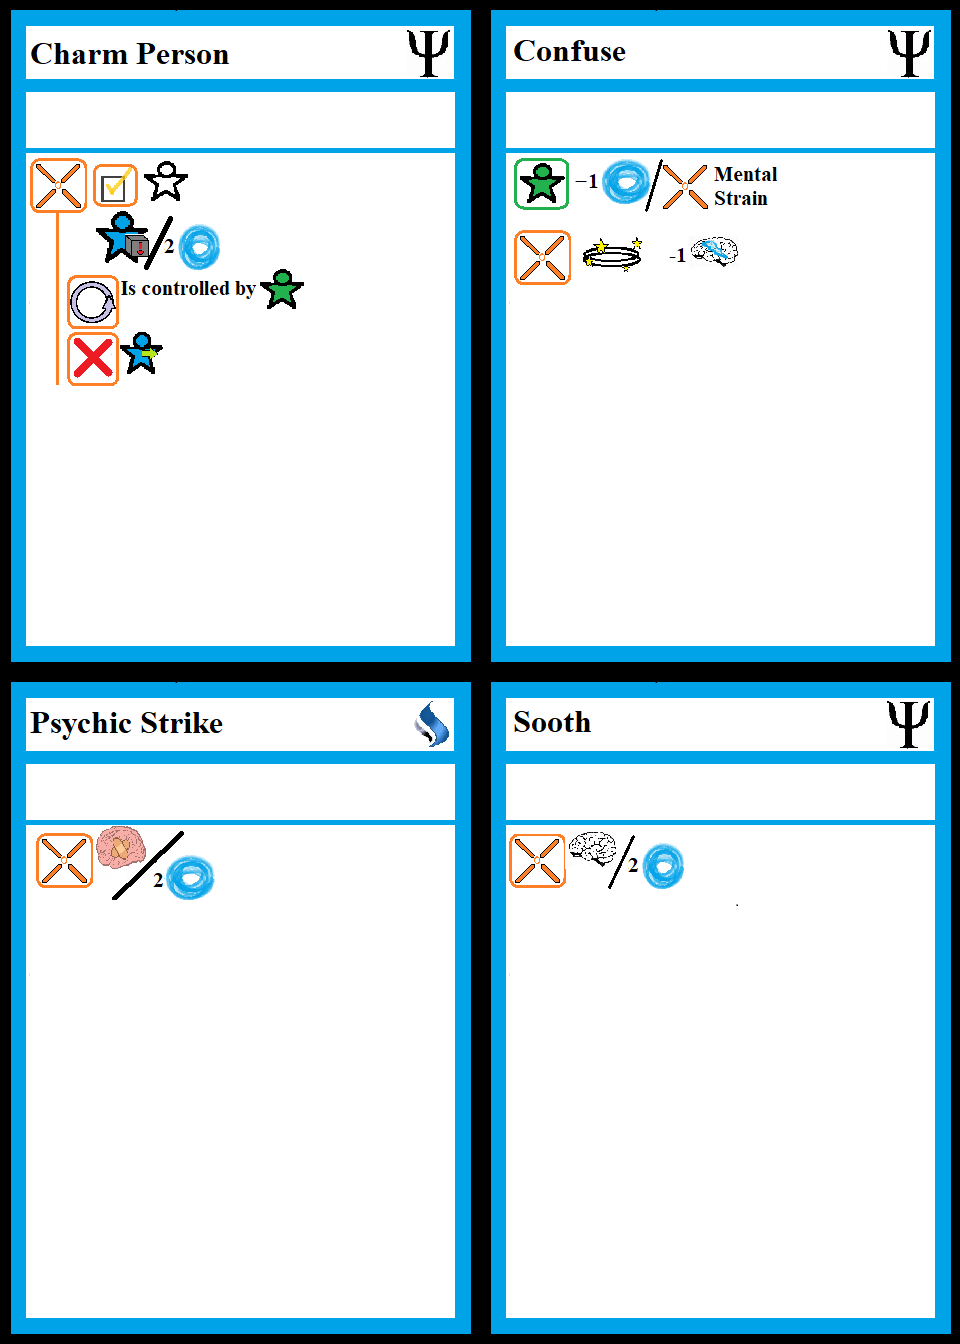 Charm Person Ψ
2
Is controlled by
Confuse Ψ
−1 / Mental
Strain
-1
Psychic Strike
2
Sooth Ψ
2